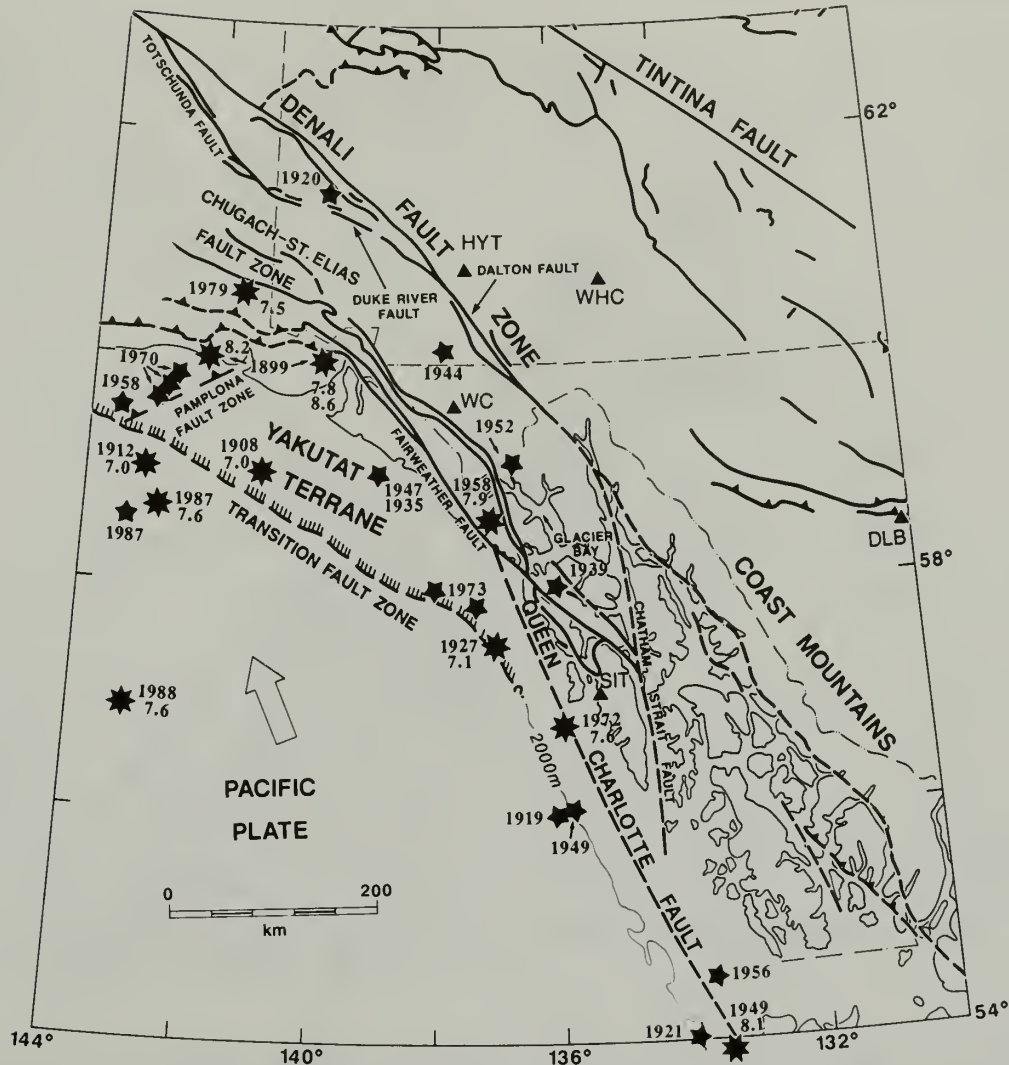 TINTINA FAULT
62°
TOTSCHUNDA FAULT
DENALI
FAULT
ZONE
1920
HYT
DALTON FAULT
WHC
CHUGACH–ST. ELIAS
FAULT ZONE
DUKE RIVER
FAULT
1979
7.5
8.2
1899
7.8
8.6
1970
1958
PAMPLONA
FAULT ZONE
1944
WC
1952
1912
7.0
1908
7.0
YAKUTAT
TERRANE
1947
1935
FAIRWEATHER FAULT
1958
7.9
1987
7.6
1987
TRANSITION FAULT ZONE
GLACIER
BAY
1939
DLB
58°
COAST MOUNTAINS
1973
1927
7.1
QUEEN
CHARLOTTE
FAULT
CHATHAM
STRAIT
FAULT
SIT
1988
7.6
1972
7.6
2000m
PACIFIC
PLATE
1919
1949
0 200
km
1956
1949
8.1
1921
54°
144°
140°
136°
132°